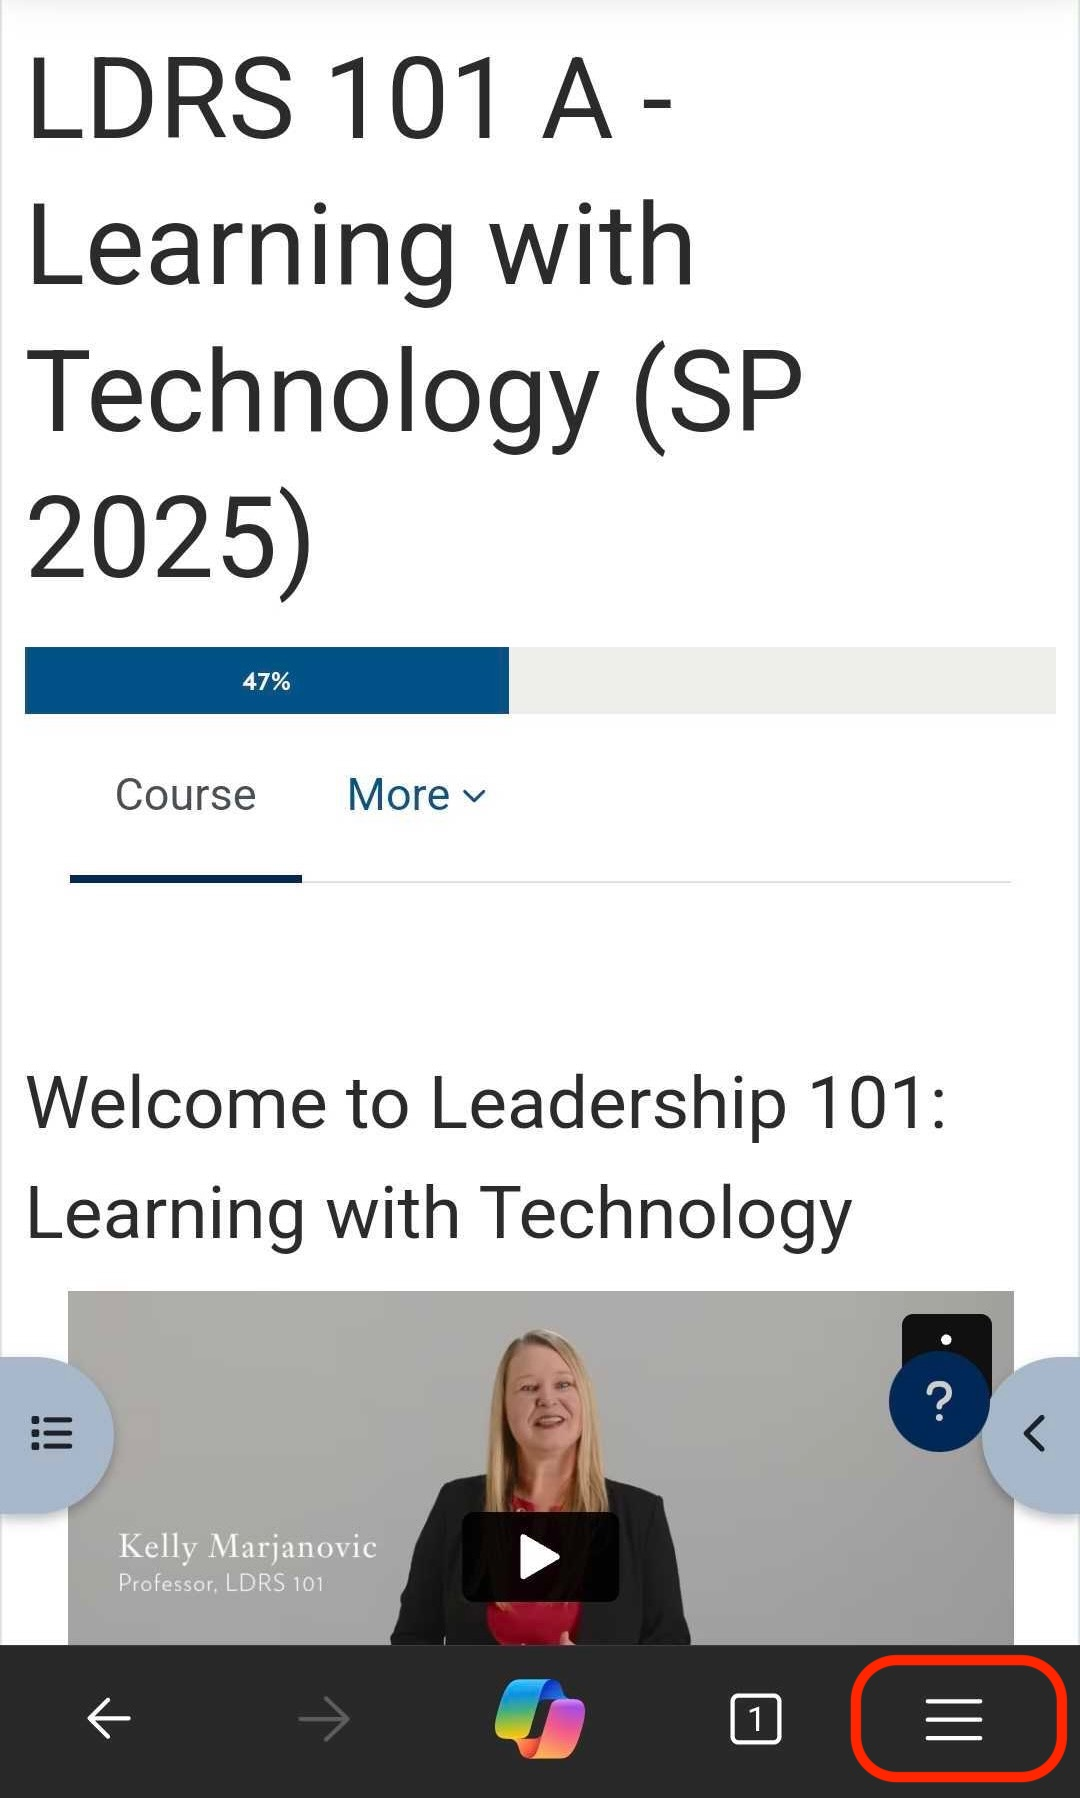 LDRS 101 A -
Learning with
Technology (SP
2025)
47%
Course More
Welcome to Leadership 101:
Learning with Technology
?
Kelly Marjanovic
Professor, LDRS 101
1